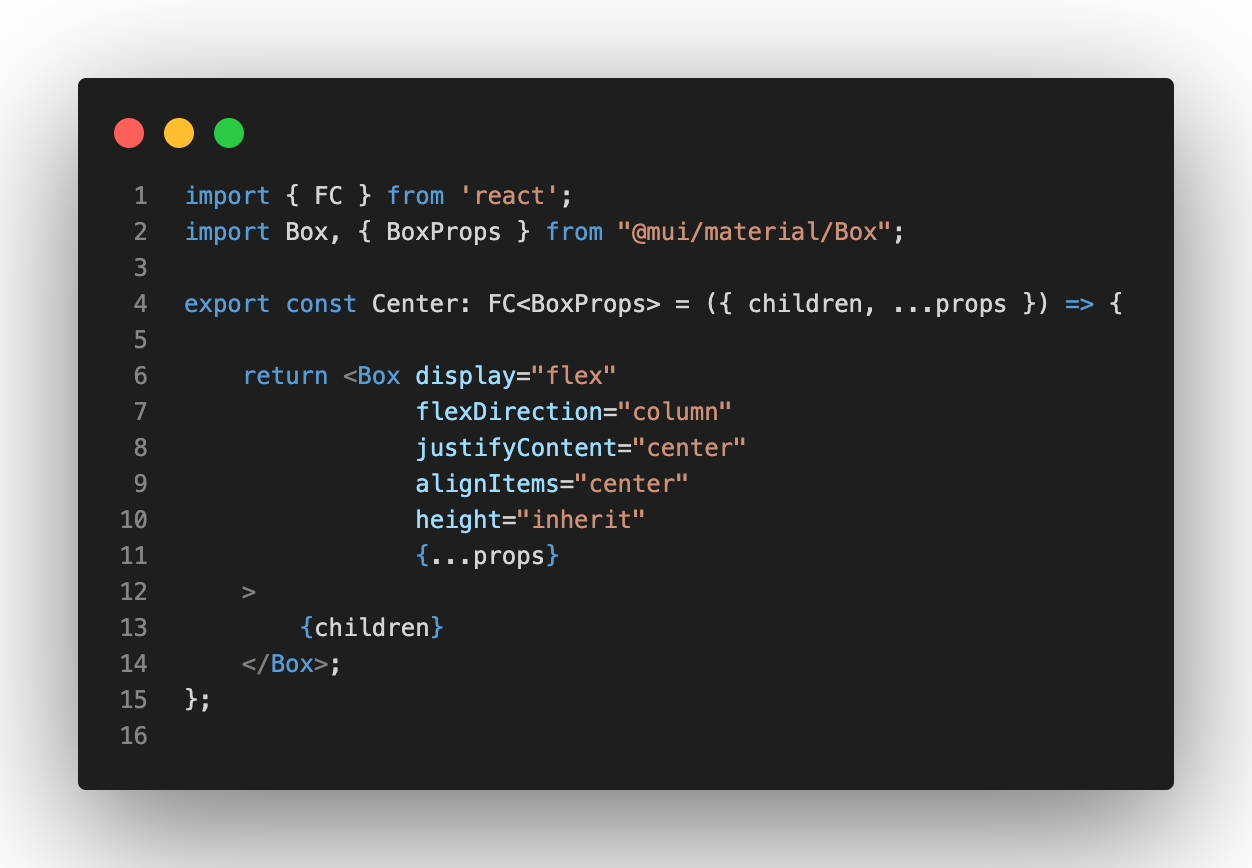 1 import { FC } from 'react';
2 import Box, { BoxProps } from "@mui/material/Box";
3
4 export const Center: FC<BoxProps> = ({ children, ...props }) => {
5
6     return <Box display="flex"
7                 flexDirection="column"
8                 justifyContent="center"
9                 alignItems="center"
10                 height="inherit"
11                 {...props}
12     >
13         {children}
14     </Box>;
15 };
16